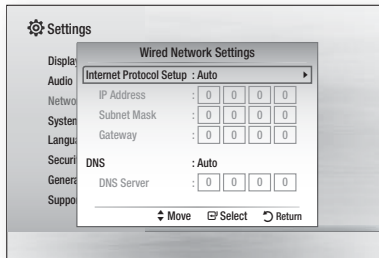 Settings
Wired Network Settings
Display
Internet Protocol Setup : Auto
Audio
IP Address : 0 0 0 0
Netwo
Subnet Mask : 0 0 0 0
System
Gateway : 0 0 0 0
Langu
Securi
DNS : Auto
Genera
DNS Server : 0 0 0 0
Suppo
Move Select Return